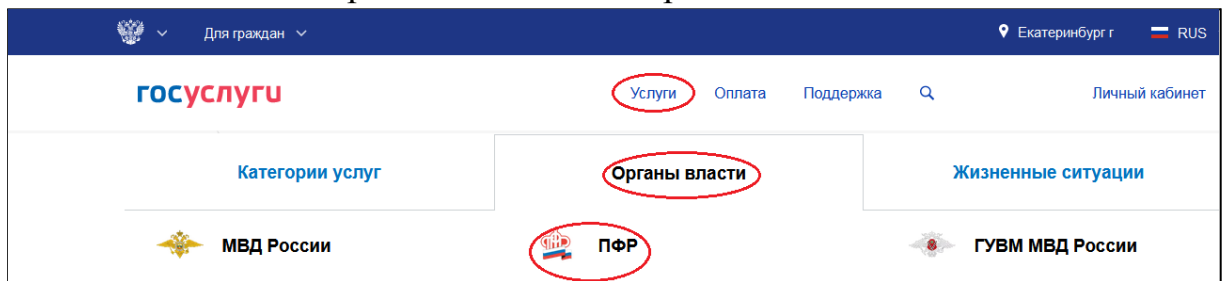 Для граждан
Екатеринбург г
RUS
госуслуги
Услуги
Оплата
Поддержка
Личный кабинет
Категории услуг
Органы власти
Жизненные ситуации
МВД России
ПФР
ГУВМ МВД России